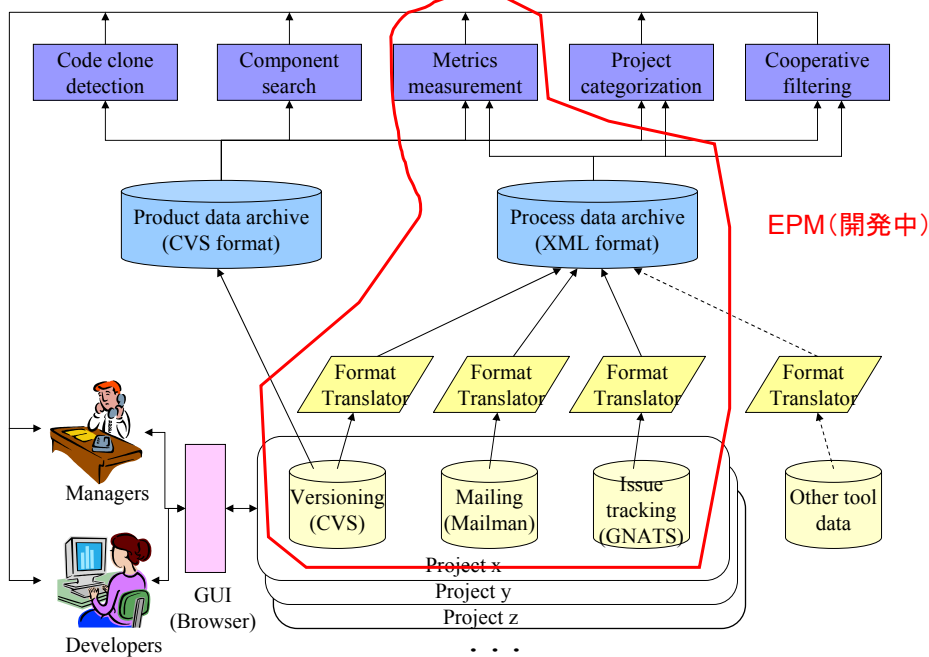 Code clone
detection
Component
search
Metrics
measurement
Project
categorization
Cooperative
filtering
Product data archive
(CVS format)
Process data archive
(XML format)
EPM(開発中)
Format
Translator
Format
Translator
Format
Translator
Format
Translator
Managers
Versioning
(CVS)
Mailing
(Mailman)
Issue
tracking
(GNATS)
Other tool
data
Project x
GUI
(Browser)
Project y
Project z
Developers
. . .